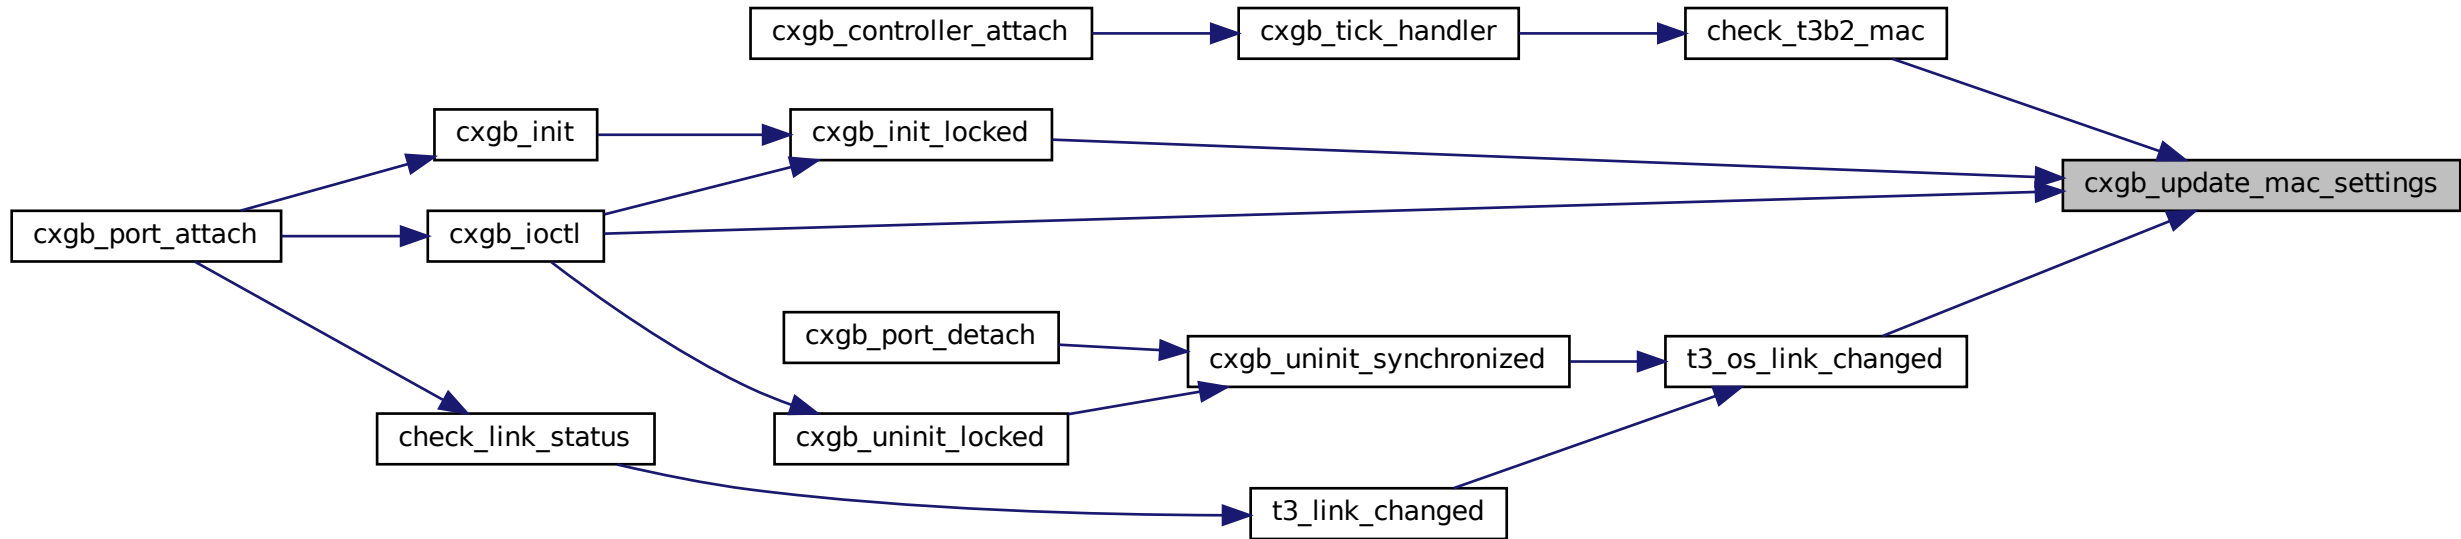 cxgb_controller_attach
cxgb_tick_handler
check_t3b2_mac
cxgb_init
cxgb_init_locked
cxgb_update_mac_settings
cxgb_port_attach
cxgb_ioctl
cxgb_port_detach
cxgb_uninit_synchronized
t3_os_link_changed
check_link_status
cxgb_uninit_locked
t3_link_changed